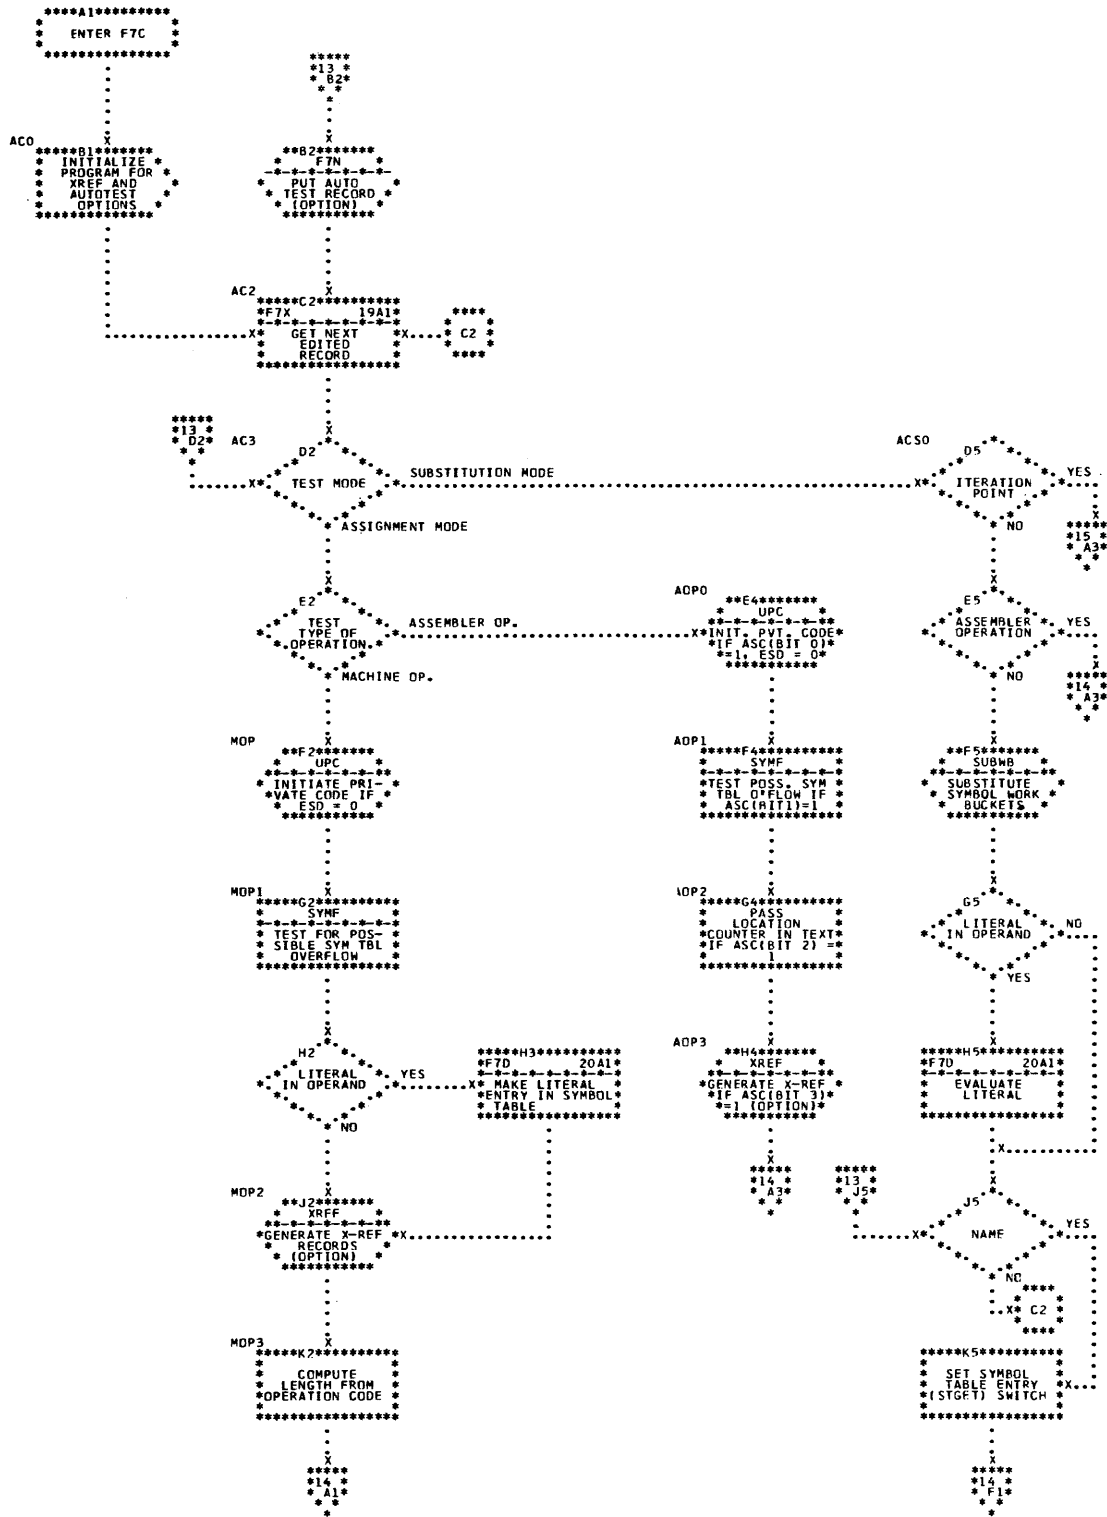 A1
ENTER F7C
13
B2
AC0
B1
INITIALIZE
PROGRAM FOR
XREF AND
AUTOTEST
OPTIONS
B2
F7N
PUT AUTO
TEST RECORD
(OPTION)
AC2
C2
F7X 19A1
GET NEXT
EDITED
RECORD
C2
13
D2
AC3
D2
TEST MODE
SUBSTITUTION MODE
ASSIGNMENT MODE
ACS0
D5
ITERATION
POINT
YES
NO
15
A3
E2
TEST
TYPE OF
OPERATION
ASSEMBLER OP.
MACHINE OP.
AOP0
E4
UPC
INIT. PVT. CODE
IF ASC(BIT 0)
=1, ESD = 0
E5
ASSEMBLER
OPERATION
YES
NO
14
A3
MOP
F2
UPC
INITIATE PRI-
VATE CODE IF
ESD = 0
AOP1
F4
SYMF
TEST POSS. SYM
TBL O'FLOW IF
ASC(BIT1)=1
F5
SUBWB
SUBSTITUTE
SYMBOL WORK
BUCKETS
MOP1
G2
SYMF
TEST FOR POS-
SIBLE SYM TBL
OVERFLOW
AOP2
G4
PASS
LOCATION
COUNTER IN TEXT
IF ASC(BIT 2) =
1
G5
LITERAL
IN OPERAND
NO
YES
H2
LITERAL
IN OPERAND
YES
NO
H3
F7D 20A1
MAKE LITERAL
ENTRY IN SYMBOL
TABLE
AOP3
H4
XREF
GENERATE X-REF
IF ASC(BIT 3)
=1 (OPTION)
H5
F7D 20A1
EVALUATE
LITERAL
14
A3
13
J5
MOP2
J2
XREF
GENERATE X-REF
RECORDS
(OPTION)
J5
NAME
YES
NO
C2
MOP3
K2
COMPUTE
LENGTH FROM
OPERATION CODE
K5
SET SYMBOL
TABLE ENTRY
(STGET) SWITCH
14
A1
14
F1